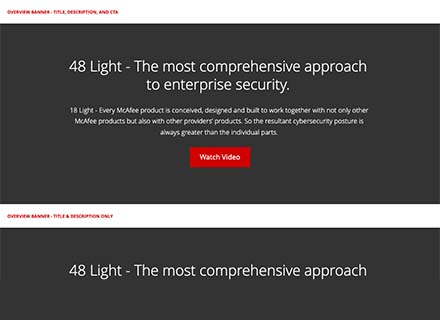 OVERVIEW BANNER - TITLE, DESCRIPTION, AND CTA
48 Light - The most comprehensive approach
to enterprise security.
18 Light - Every McAfee product is conceived, designed and built to work together with not only other
McAfee products but also with other providers' products. So the resultant cybersecurity posture is
always greater than the individual parts.
Watch Video
OVERVIEW BANNER - TITLE & DESCRIPTION ONLY
48 Light - The most comprehensive approach